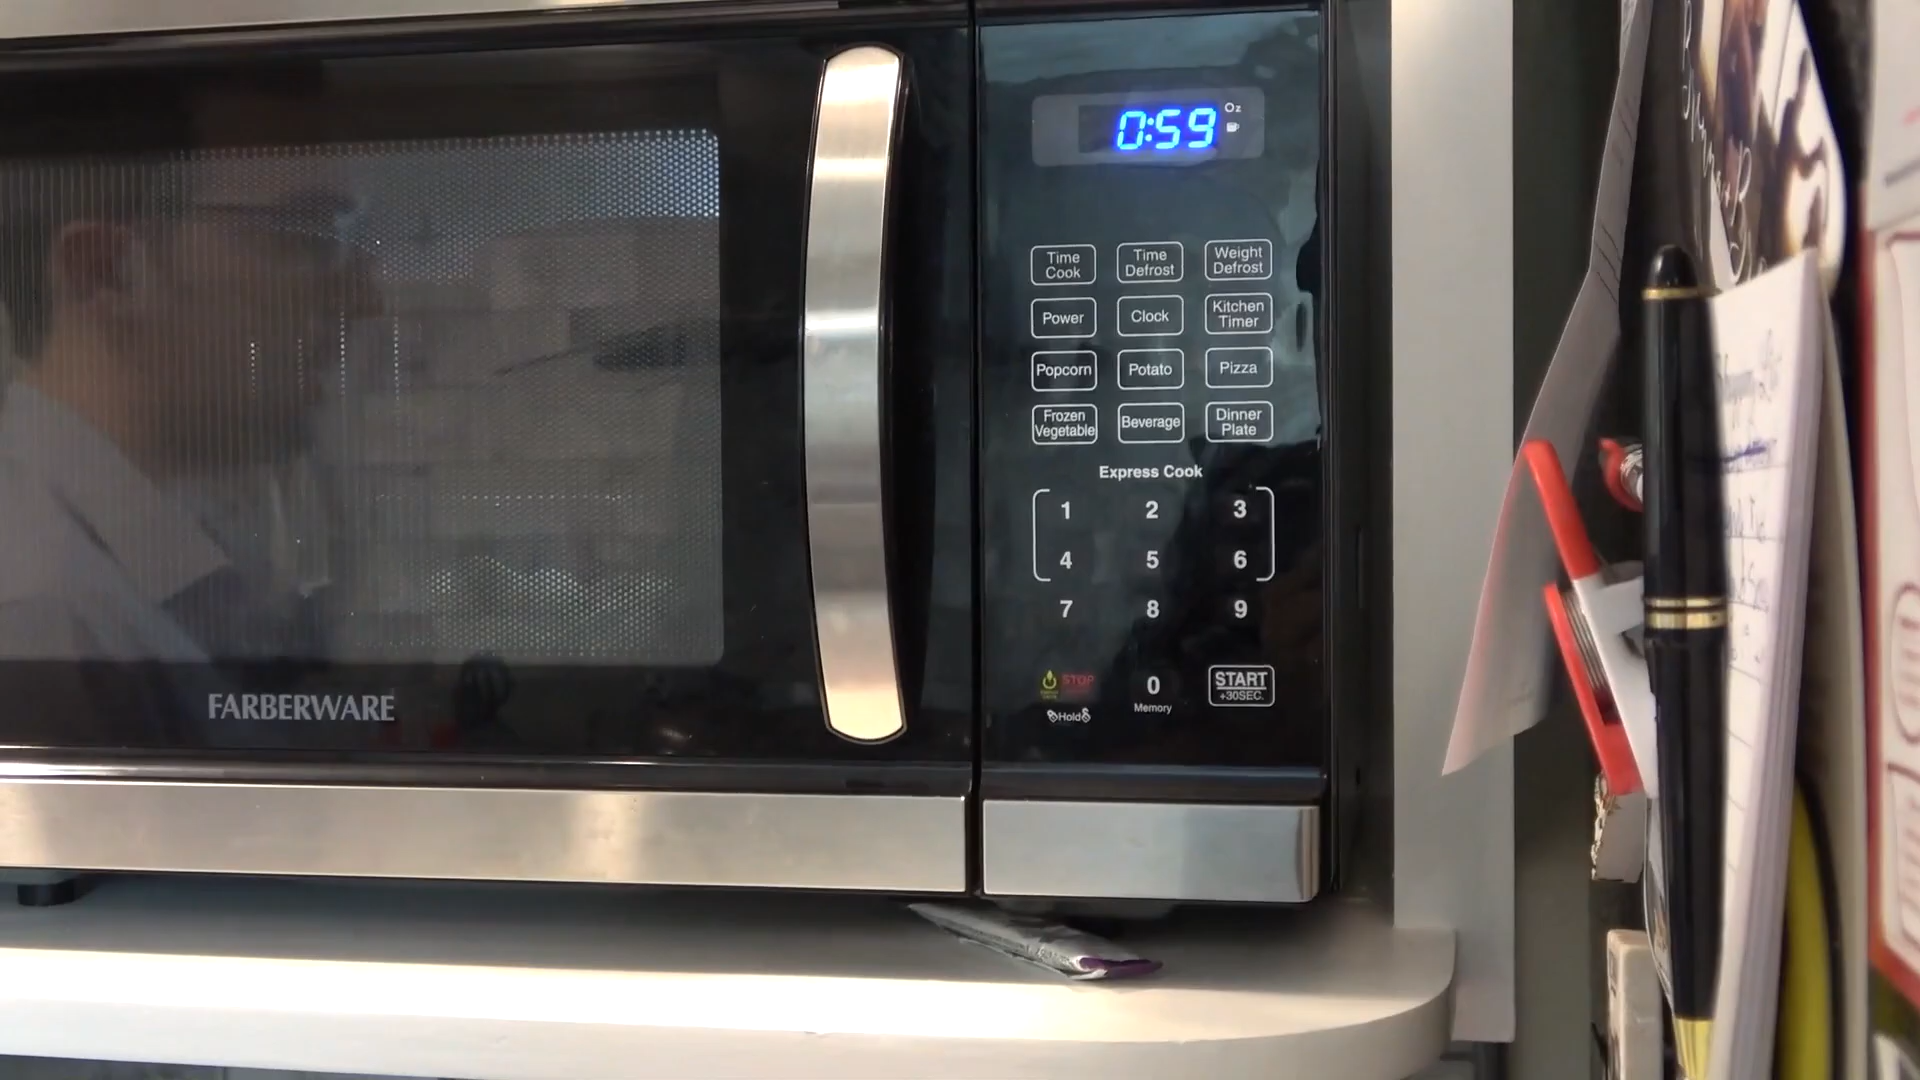 0:59
Oz
Time Cook
Time Defrost
Weight Defrost
Power
Clock
Kitchen Timer
Popcorn
Potato
Pizza
Frozen Vegetable
Beverage
Dinner Plate
Express Cook
1 2 3
4 5 6
7 8 9
STOP
0
START
+30SEC.
Hold
Memory
FARBERWARE